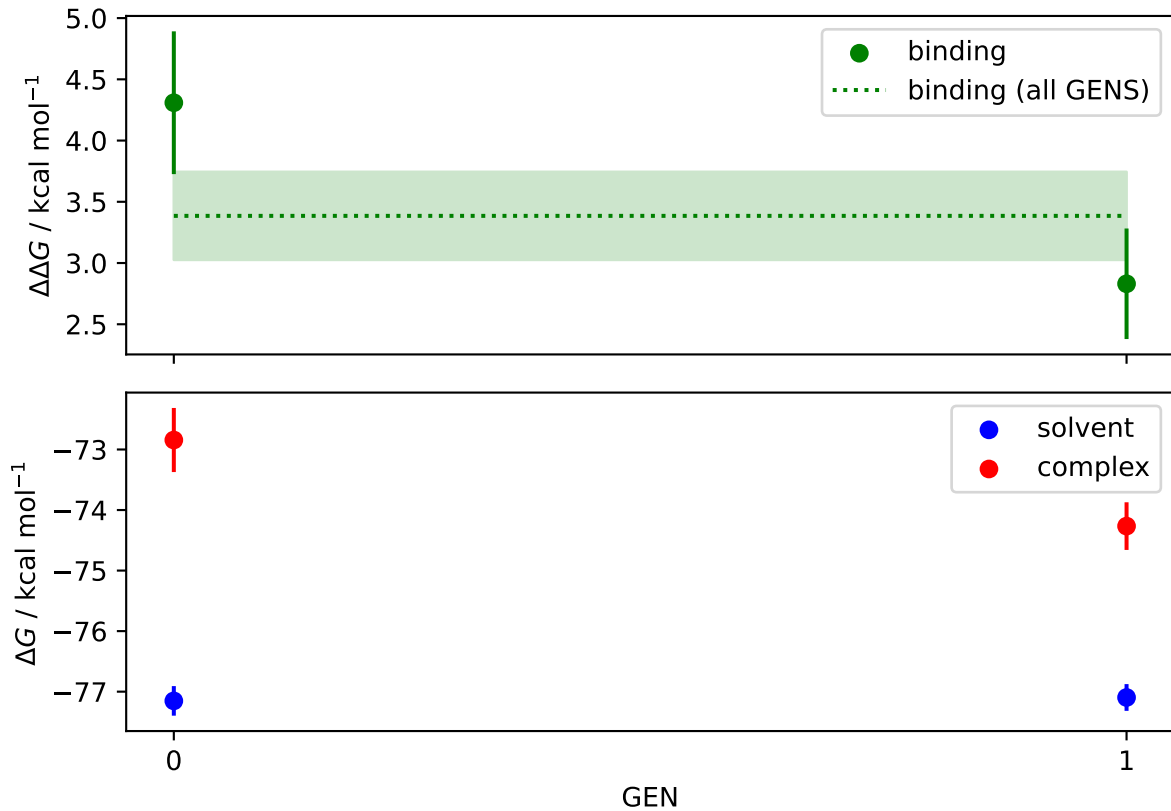 5.0
4.5
4.0
3.5
3.0
2.5
ΔΔG / kcal mol⁻¹
binding
binding (all GENS)
−73
−74
−75
−76
−77
ΔG / kcal mol⁻¹
solvent
complex
0
1
GEN